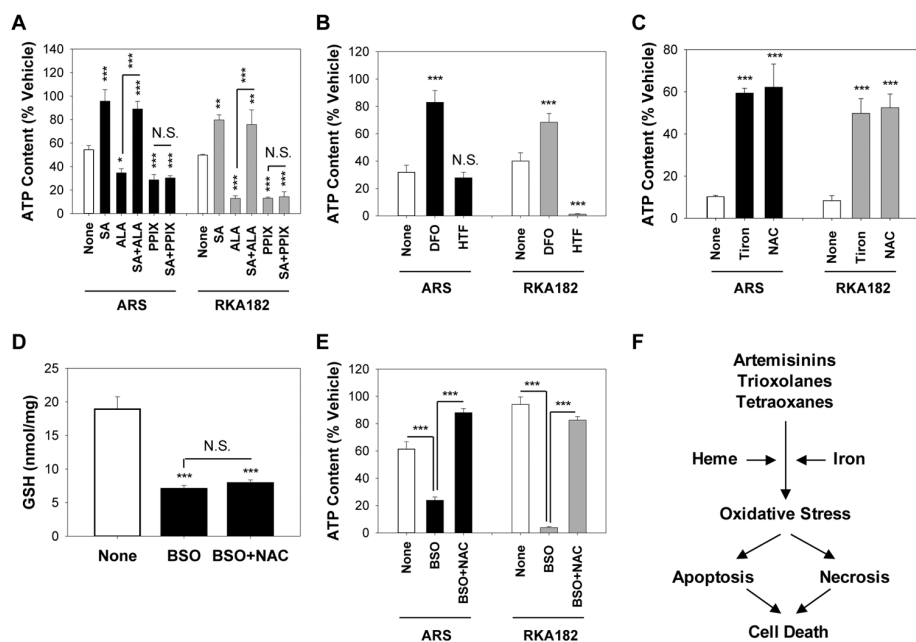 A
ATP Content (% Vehicle)
140
120
100
80
60
40
20
0
***
***
***
*
***
N.S.
***
***
**
***
**
***
N.S.
***
***
None
SA
ALA
SA+ALA
PPIX
SA+PPIX
None
SA
ALA
SA+ALA
PPIX
SA+PPIX
ARS
RKA182
B
ATP Content (% Vehicle)
120
100
80
60
40
20
0
***
N.S.
***
***
None
DFO
HTF
None
DFO
HTF
ARS
RKA182
C
ATP Content (% Vehicle)
80
60
40
20
0
***
***
***
***
None
Tiron
NAC
None
Tiron
NAC
ARS
RKA182
D
GSH (nmol/mg)
25
20
15
10
5
0
N.S.
***
***
None
BSO
BSO+NAC
E
ATP Content (% Vehicle)
120
100
80
60
40
20
0
***
***
***
***
None
BSO
BSO+NAC
None
BSO
BSO+NAC
ARS
RKA182
F
Artemisinins
Trioxolanes
Tetraoxanes
Heme
Iron
Oxidative Stress
Apoptosis
Necrosis
Cell Death